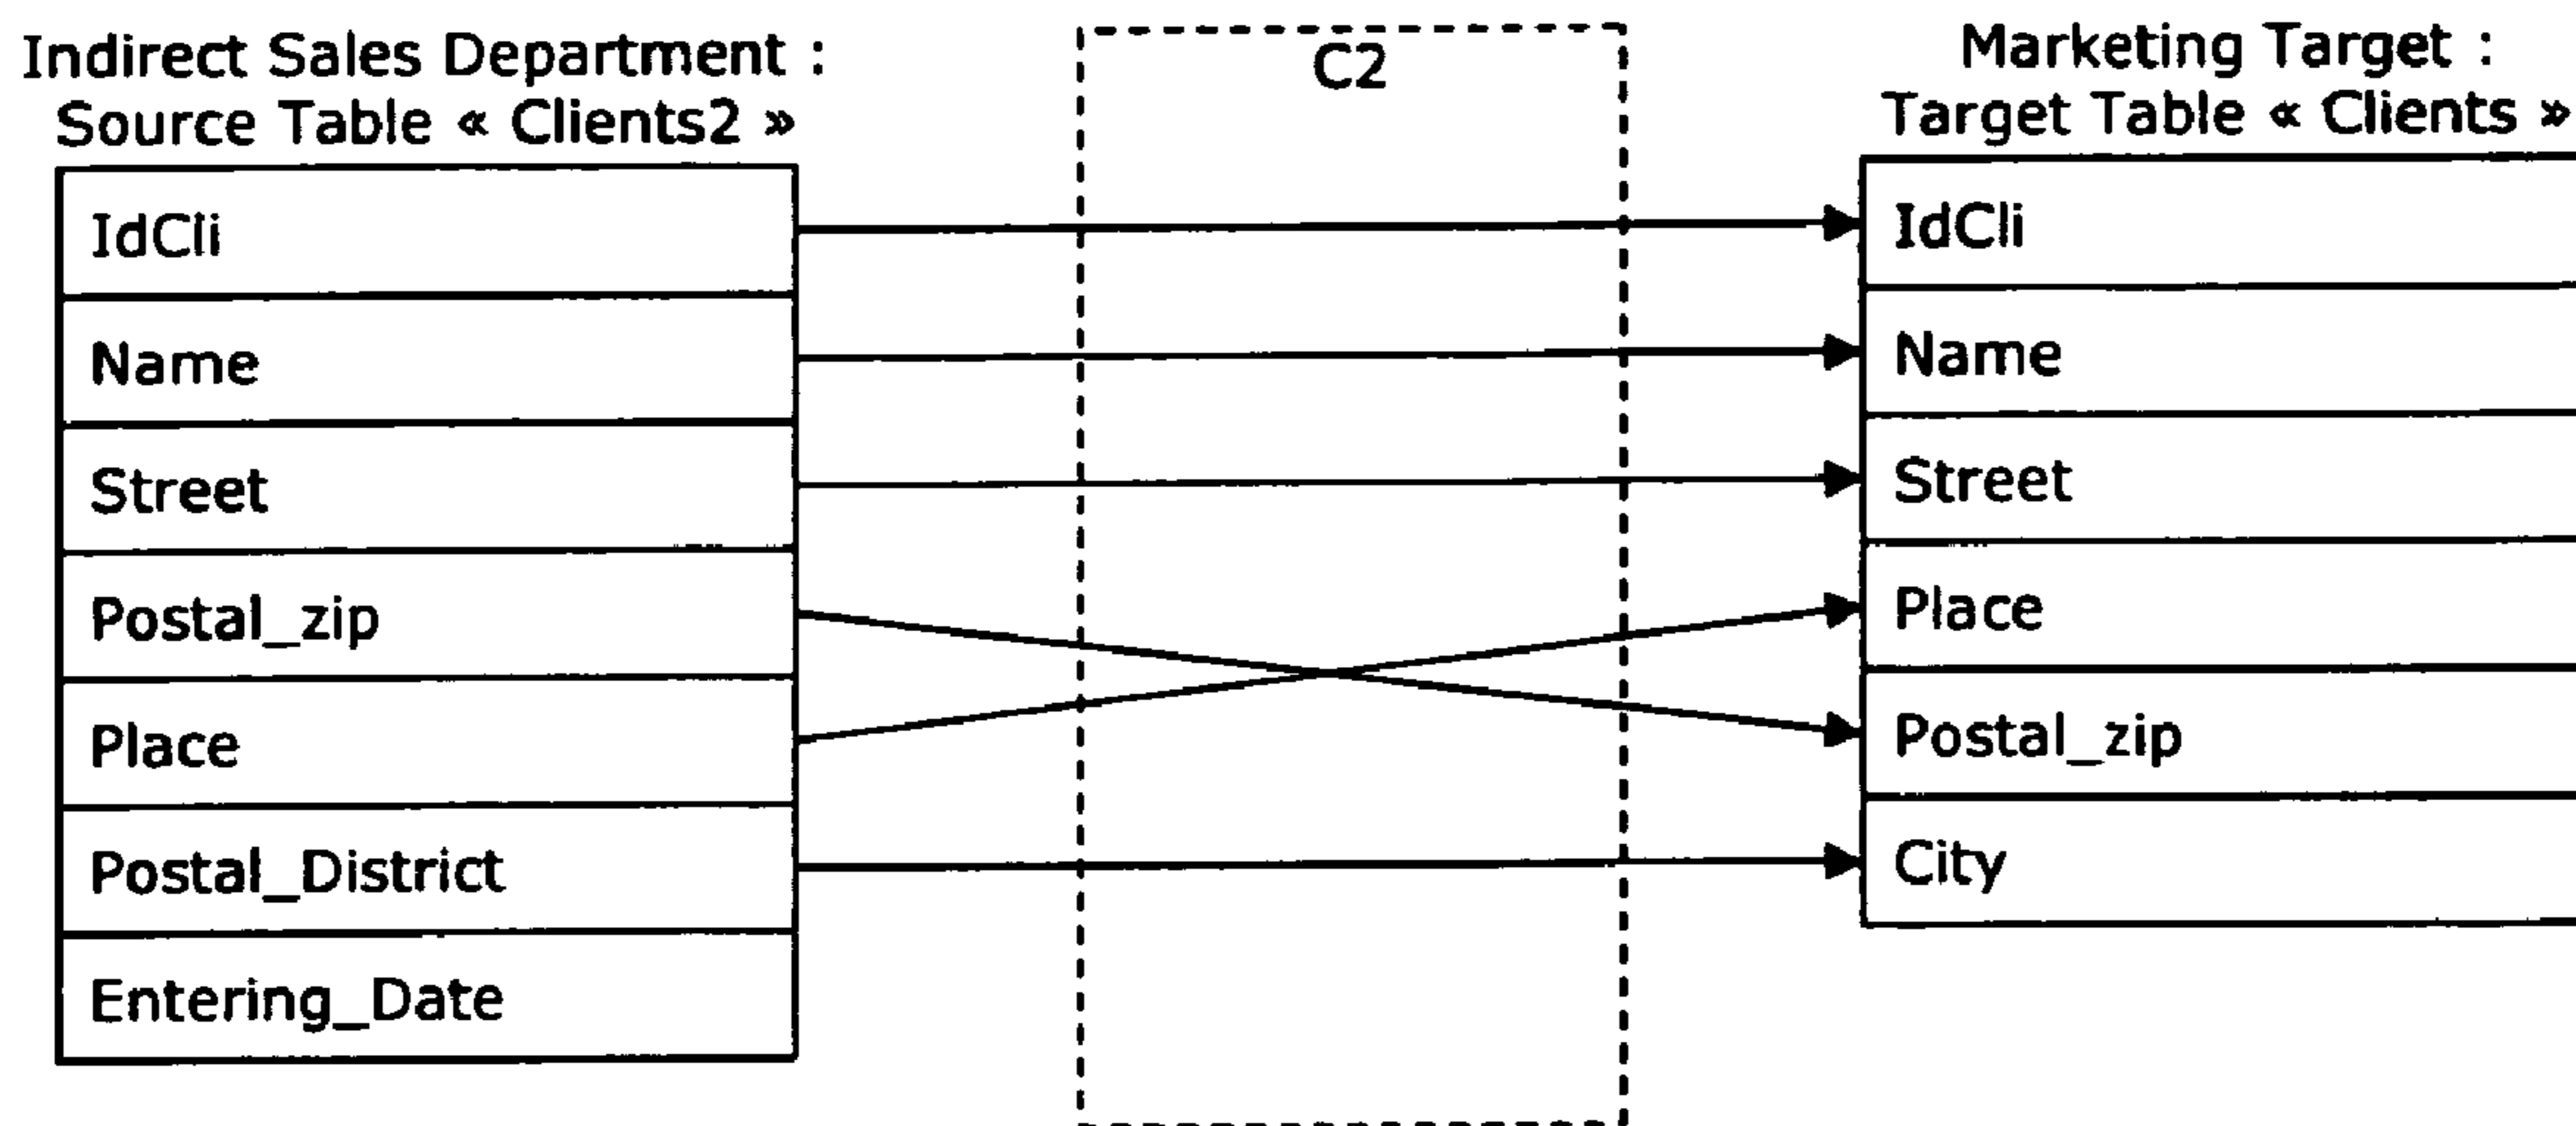 Indirect Sales Department :
Source Table « Clients2 »
IdCli
Name
Street
Postal_zip
Place
Postal_District
Entering_Date
C2
Marketing Target :
Target Table « Clients »
IdCli
Name
Street
Place
Postal_zip
City